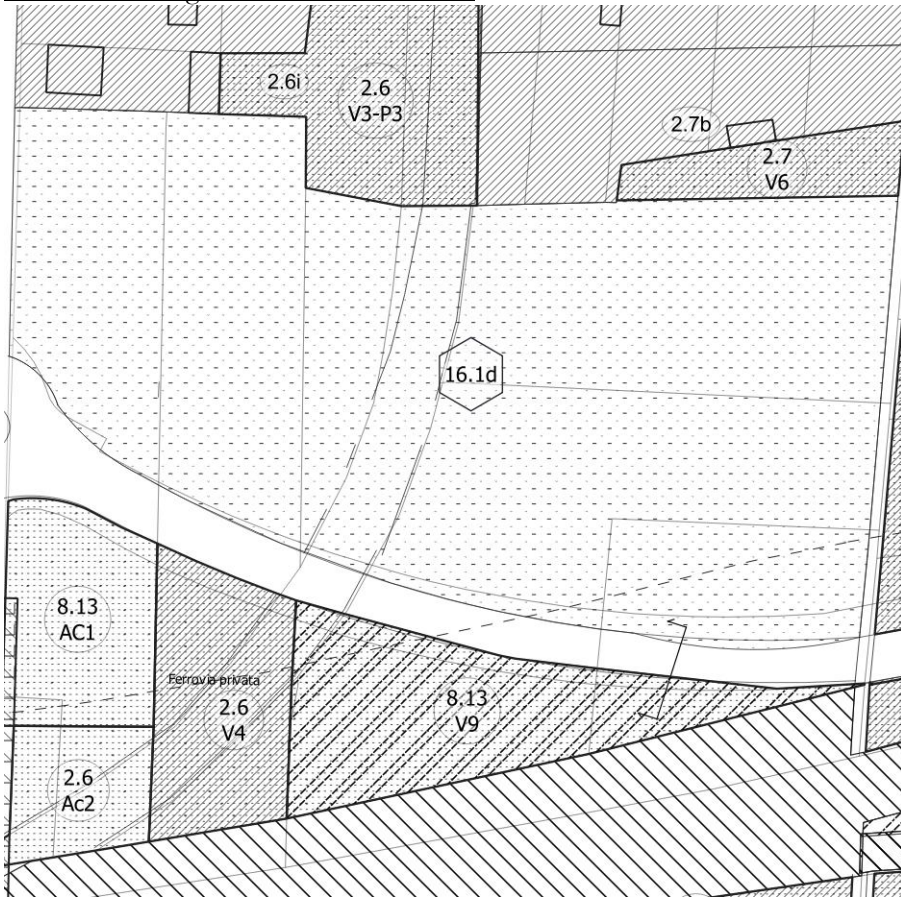 2.6i
2.6
V3-P3
2.7b
2.7
V6
16.1d
8.13
AC1
Ferrovia privata
2.6
V4
8.13
V9
2.6
Ac2